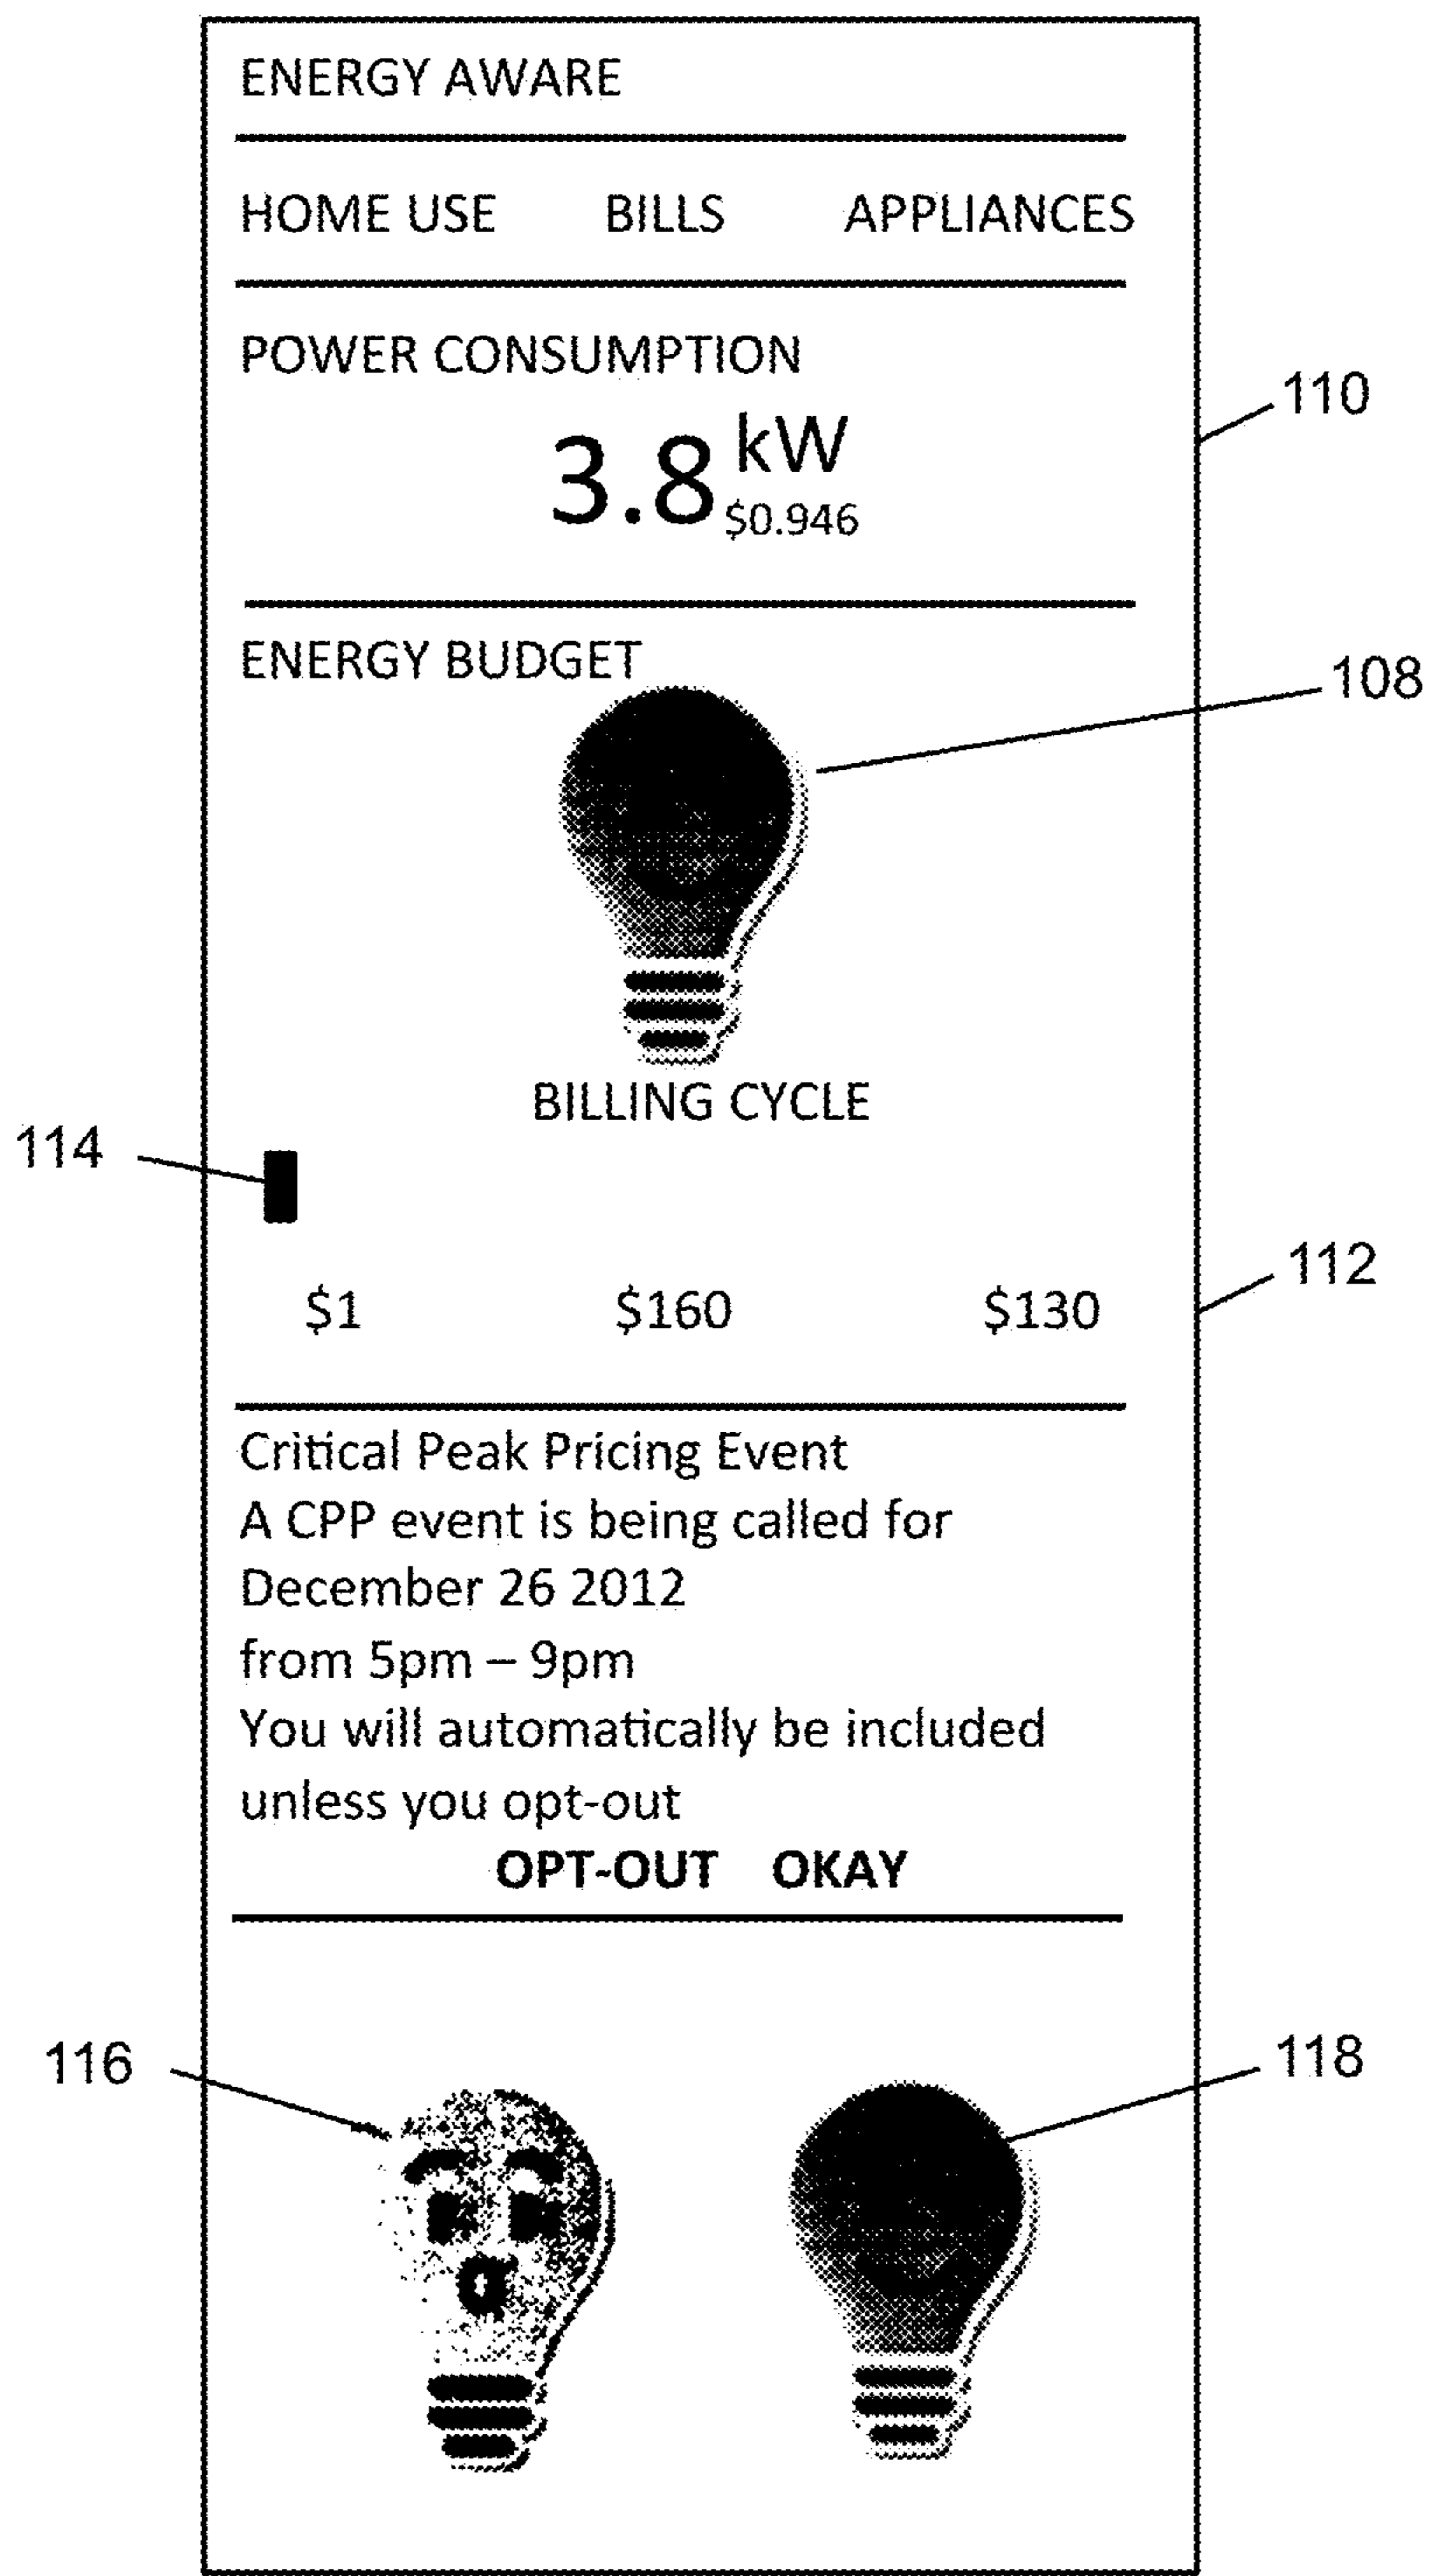 ENERGY AWARE
HOME USE BILLS APPLIANCES
POWER CONSUMPTION
110
3.8 kW
$0.946
ENERGY BUDGET
108
BILLING CYCLE
114
112
$1 $160 $130
Critical Peak Pricing Event
A CPP event is being called for
December 26 2012
from 5pm – 9pm
You will automatically be included
unless you opt-out
OPT-OUT OKAY
116
118